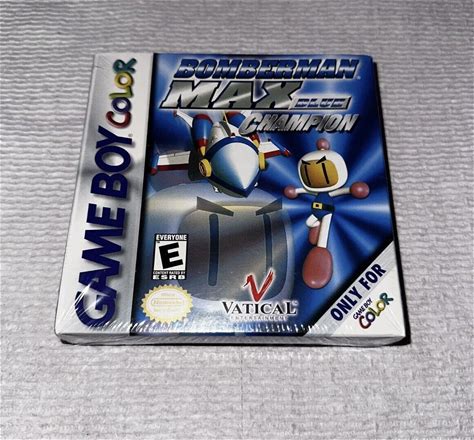 GAME BOY COLOR
BOMBERMAN
MAX BLUE
CHAMPION
EVERYONE
E
CONTENT RATED BY
ESRB
Nintendo
V
VATICAL
ENTERTAINMENT
ONLY FOR
GAME BOY
COLOR